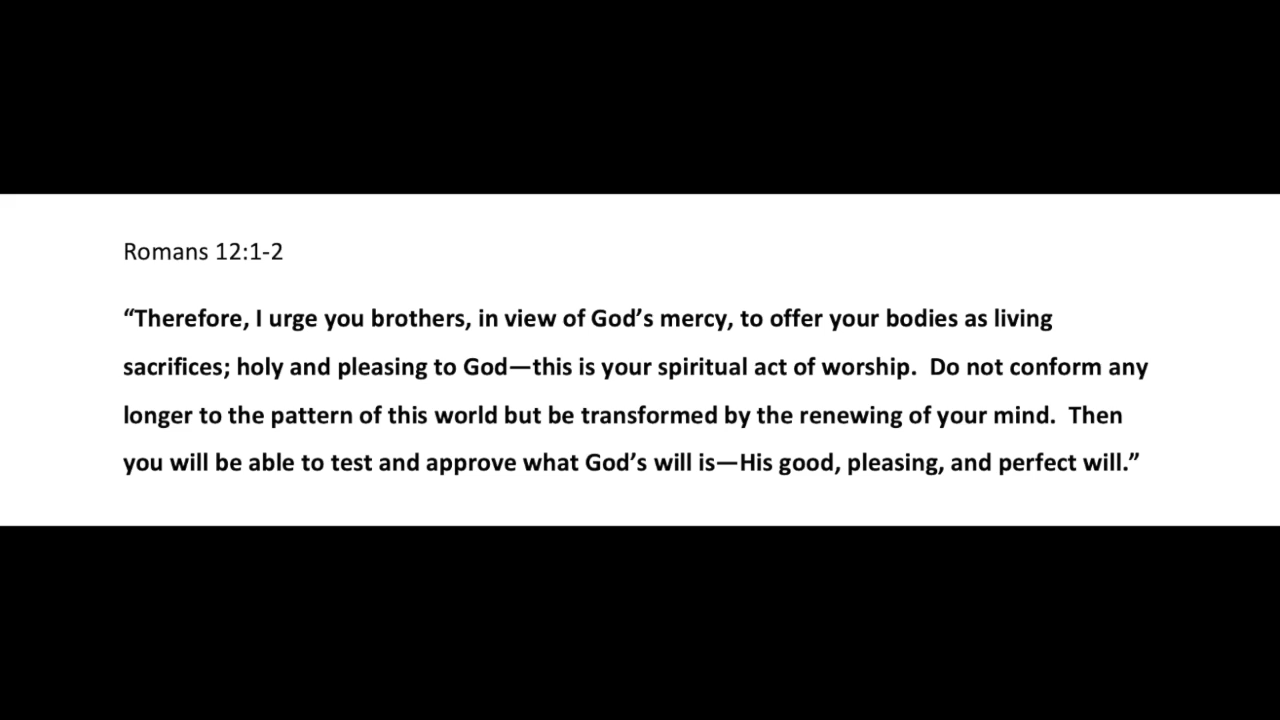 Romans 12:1-2
“Therefore, I urge you brothers, in view of God’s mercy, to offer your bodies as living
sacrifices; holy and pleasing to God—this is your spiritual act of worship.  Do not conform any
longer to the pattern of this world but be transformed by the renewing of your mind.  Then
you will be able to test and approve what God’s will is—His good, pleasing, and perfect will.”